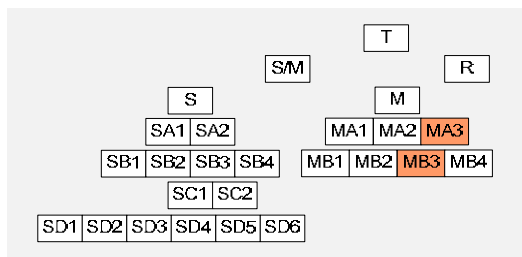 T
S/M R
S M
SA1 SA2 MA1 MA2 MA3
SB1 SB2 SB3 SB4 MB1 MB2 MB3 MB4
SC1 SC2
SD1 SD2 SD3 SD4 SD5 SD6